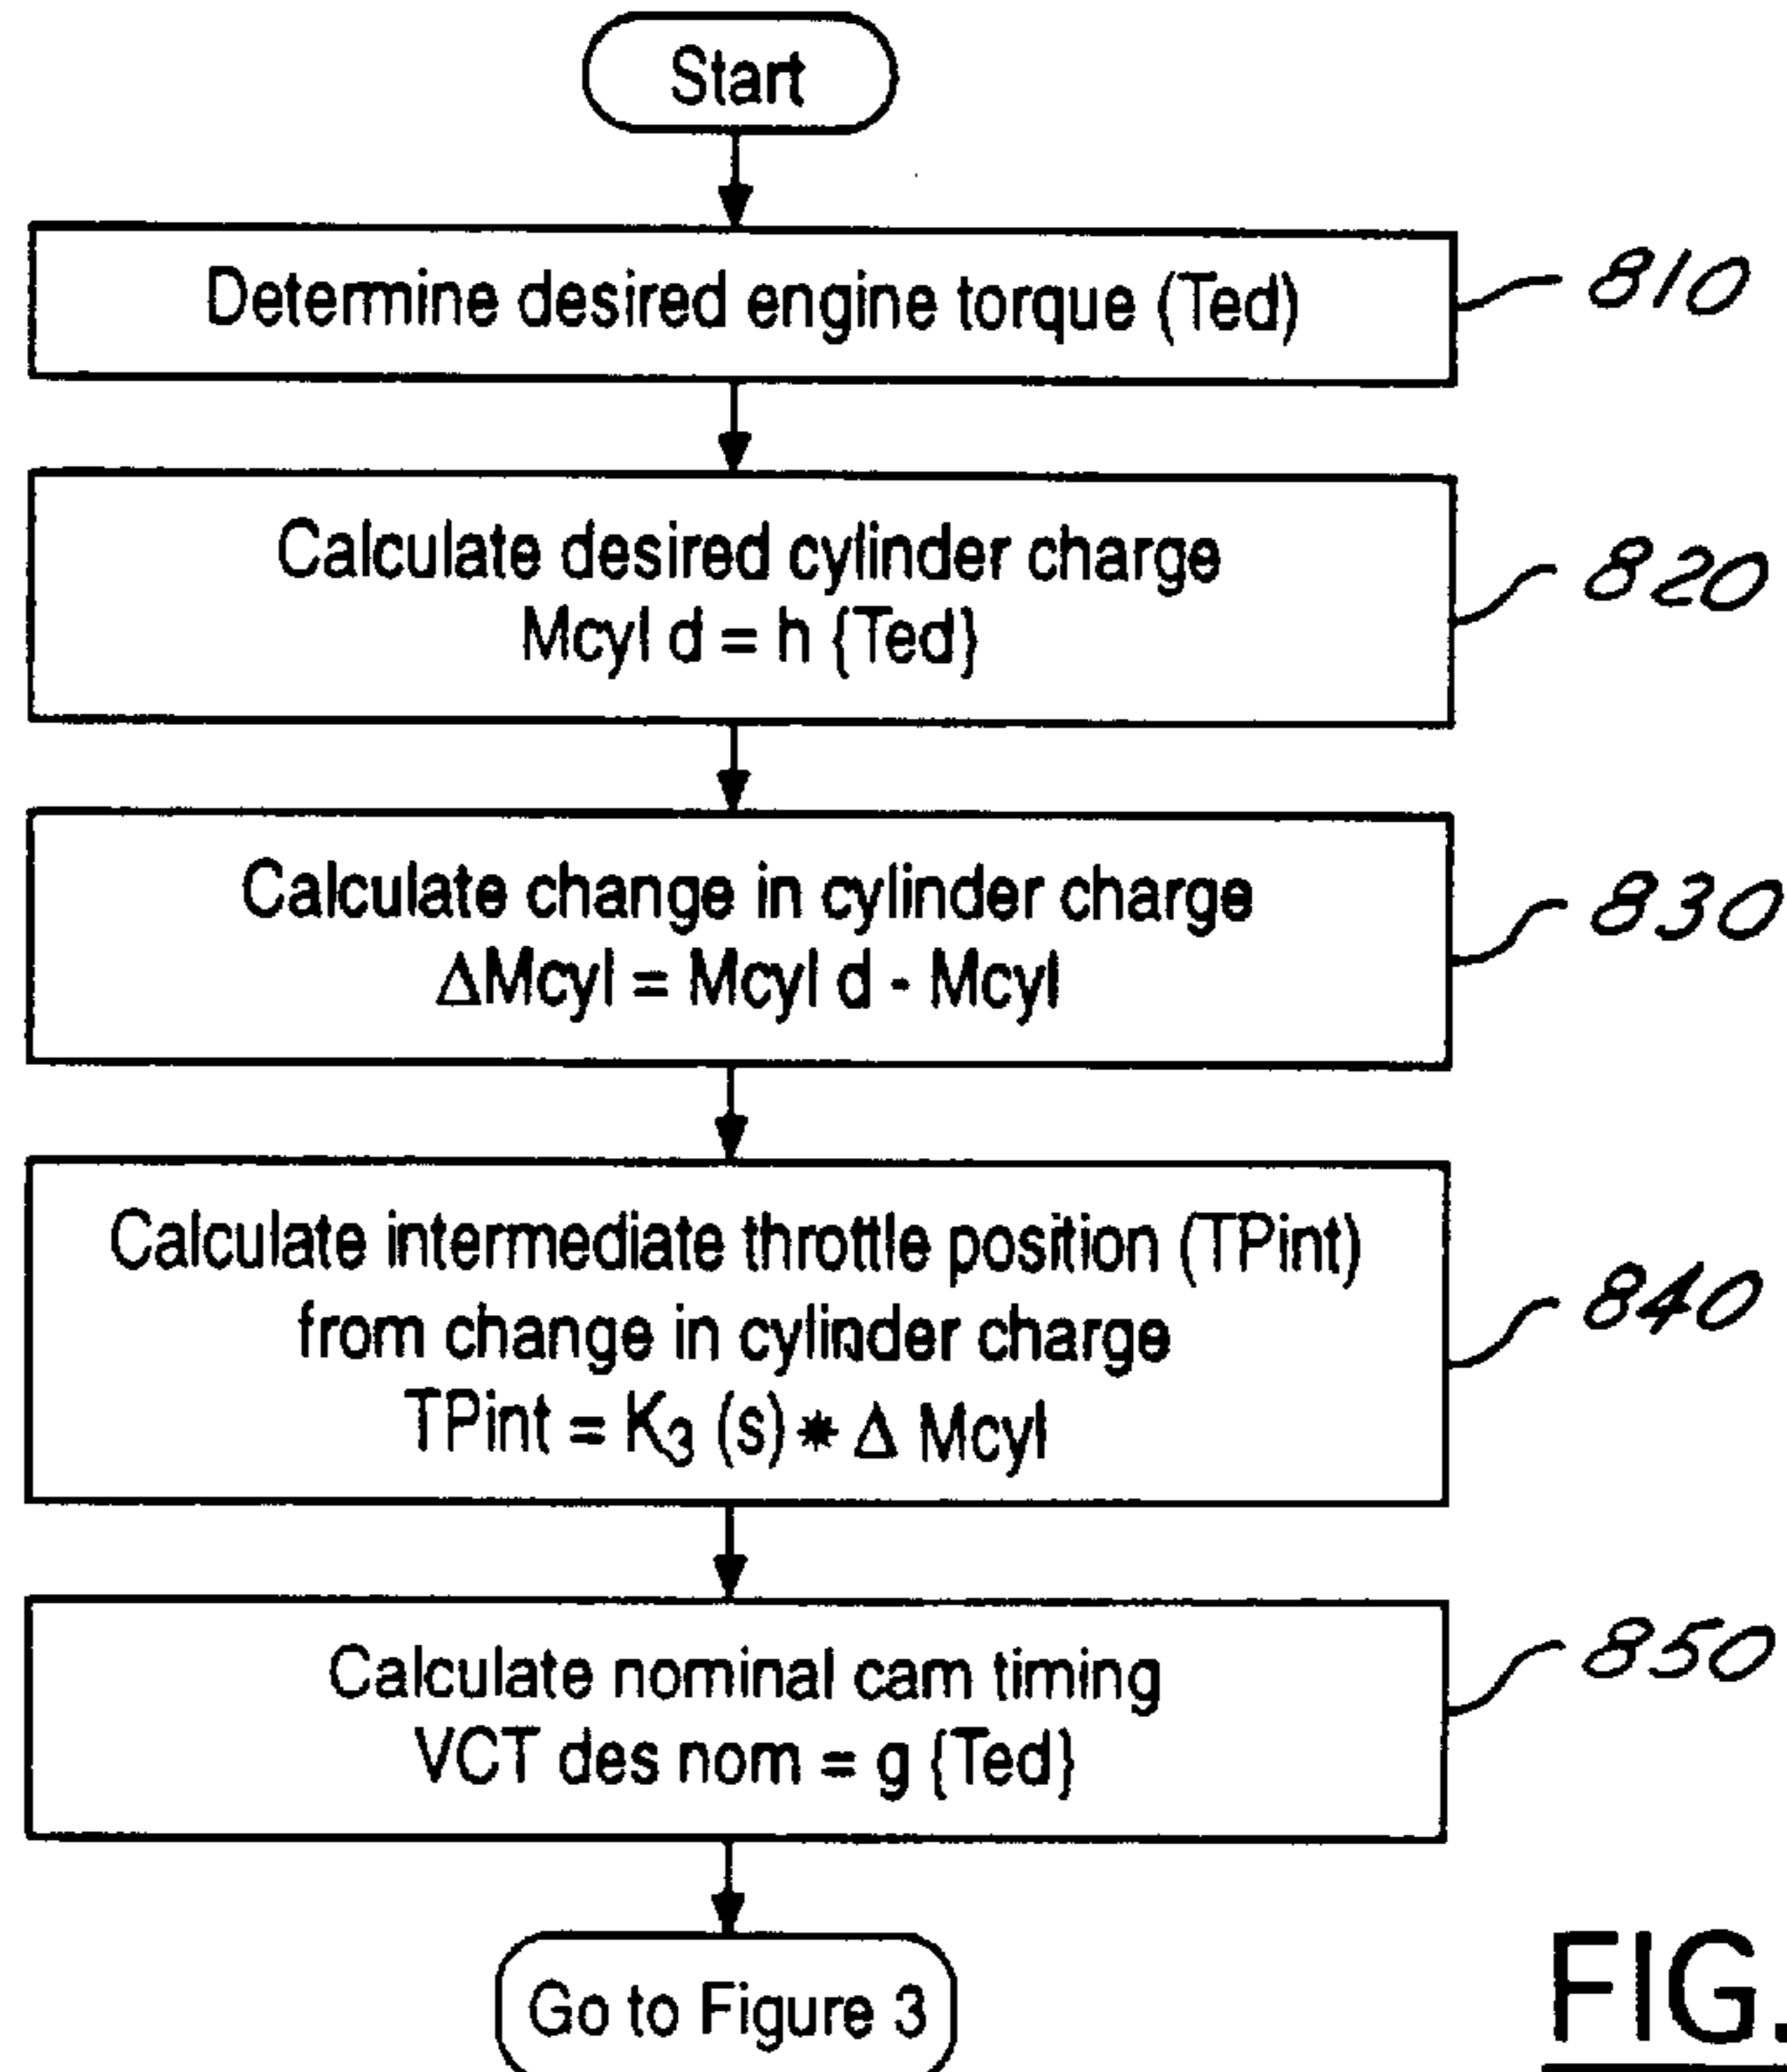 Start
Determine desired engine torque (Ted)
810
Calculate desired cylinder charge
Mcyl d = h {Ted}
820
Calculate change in cylinder charge
ΔMcyl = Mcyl d - Mcyl
830
Calculate intermediate throttle position (TPint)
from change in cylinder charge
TPint = K₃ (s) * Δ Mcyl
840
Calculate nominal cam timing
VCT des nom = g {Ted}
850
Go to Figure 3
FIG.